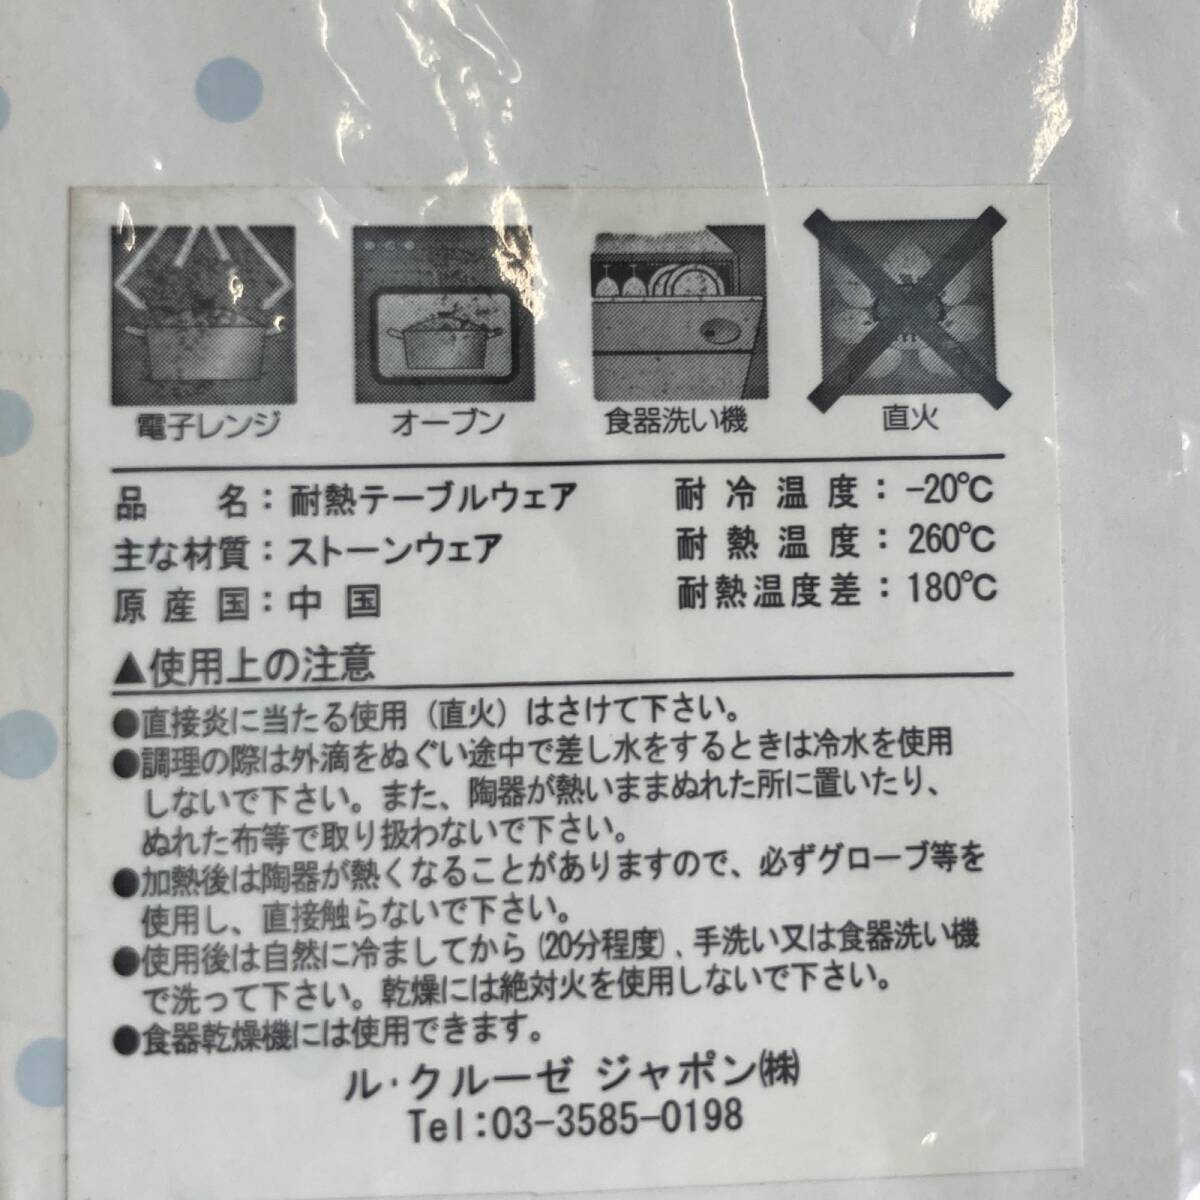 電子レンジ オーブン 食器洗い機 直火
品名：耐熱テーブルウェア 耐冷温度：-20℃
主な材質：ストーンウェア 耐熱温度：260℃
原産国：中国 耐熱温度差：180℃
▲使用上の注意
●直接炎に当たる使用（直火）はさけて下さい。
●調理の際は外滴をぬぐい途中で差し水をするときは冷水を使用
しないで下さい。また、陶器が熱いままぬれた所に置いたり、
ぬれた布等で取り扱わないで下さい。
●加熱後は陶器が熱くなることがありますので、必ずグローブ等を
使用し、直接触らないで下さい。
●使用後は自然に冷ましてから(20分程度)、手洗い又は食器洗い機
で洗って下さい。乾燥には絶対火を使用しないで下さい。
●食器乾燥機には使用できます。
ル・クルーゼ ジャポン㈱
Tel:03-3585-0198